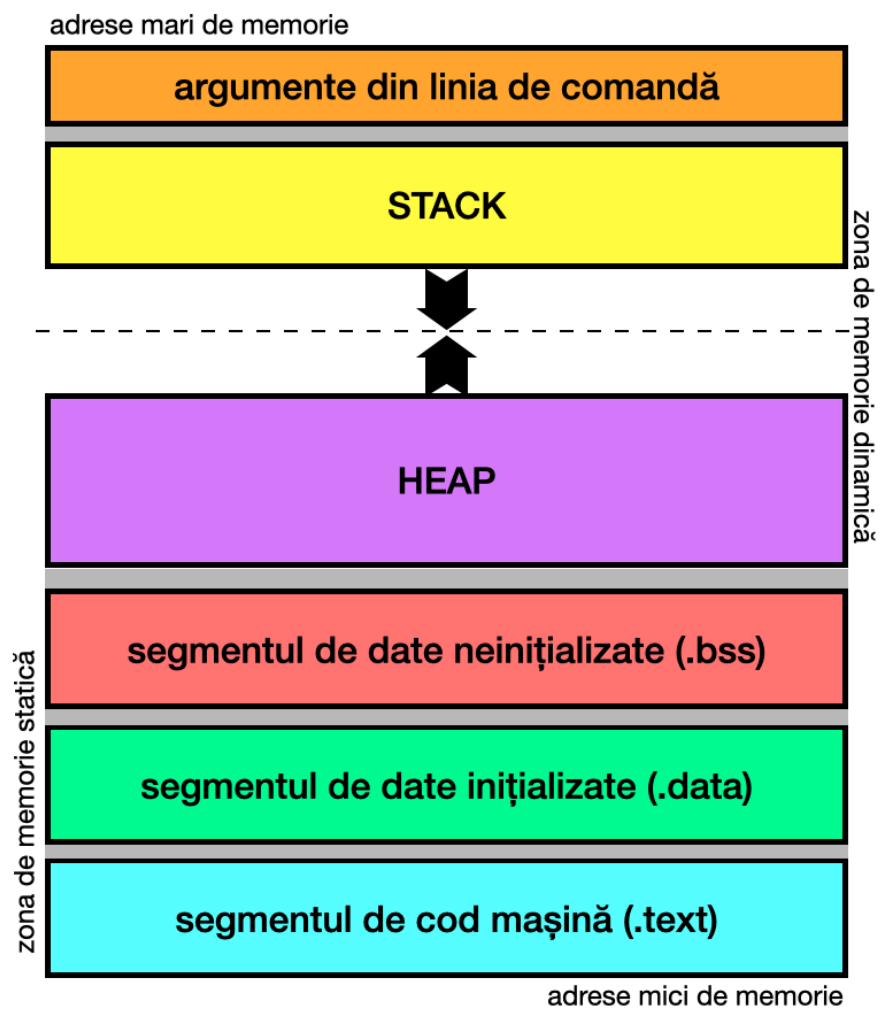 adrese mari de memorie
argumente din linia de comandă
STACK
zona de memorie dinamică
HEAP
segmentul de date neinițializate (.bss)
zona de memorie statică
segmentul de date inițializate (.data)
segmentul de cod mașină (.text)
adrese mici de memorie